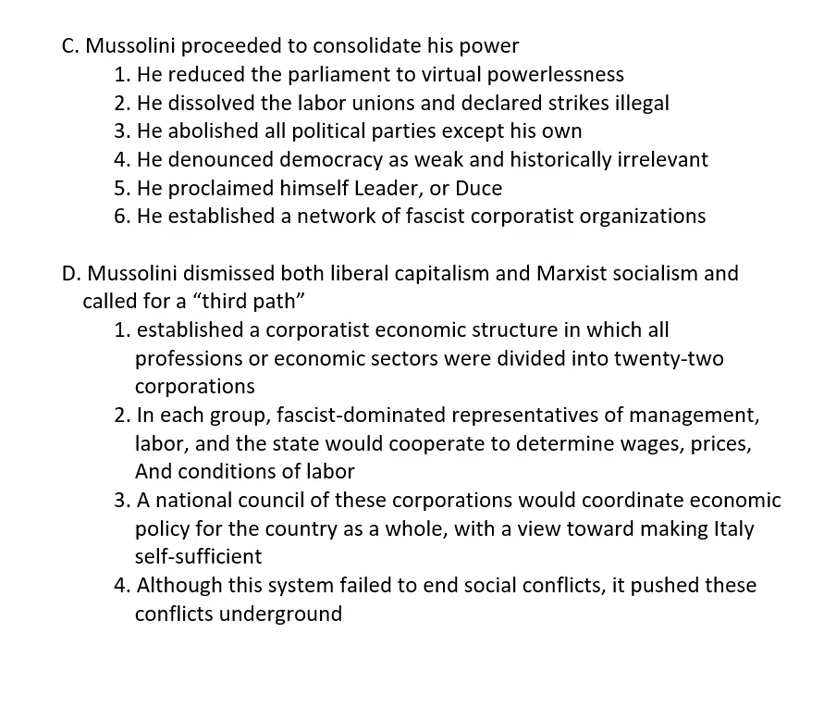 C. Mussolini proceeded to consolidate his power
1. He reduced the parliament to virtual powerlessness
2. He dissolved the labor unions and declared strikes illegal
3. He abolished all political parties except his own
4. He denounced democracy as weak and historically irrelevant
5. He proclaimed himself Leader, or Duce
6. He established a network of fascist corporatist organizations
D. Mussolini dismissed both liberal capitalism and Marxist socialism and
called for a “third path”
1. established a corporatist economic structure in which all
professions or economic sectors were divided into twenty-two
corporations
2. In each group, fascist-dominated representatives of management,
labor, and the state would cooperate to determine wages, prices,
And conditions of labor
3. A national council of these corporations would coordinate economic
policy for the country as a whole, with a view toward making Italy
self-sufficient
4. Although this system failed to end social conflicts, it pushed these
conflicts underground